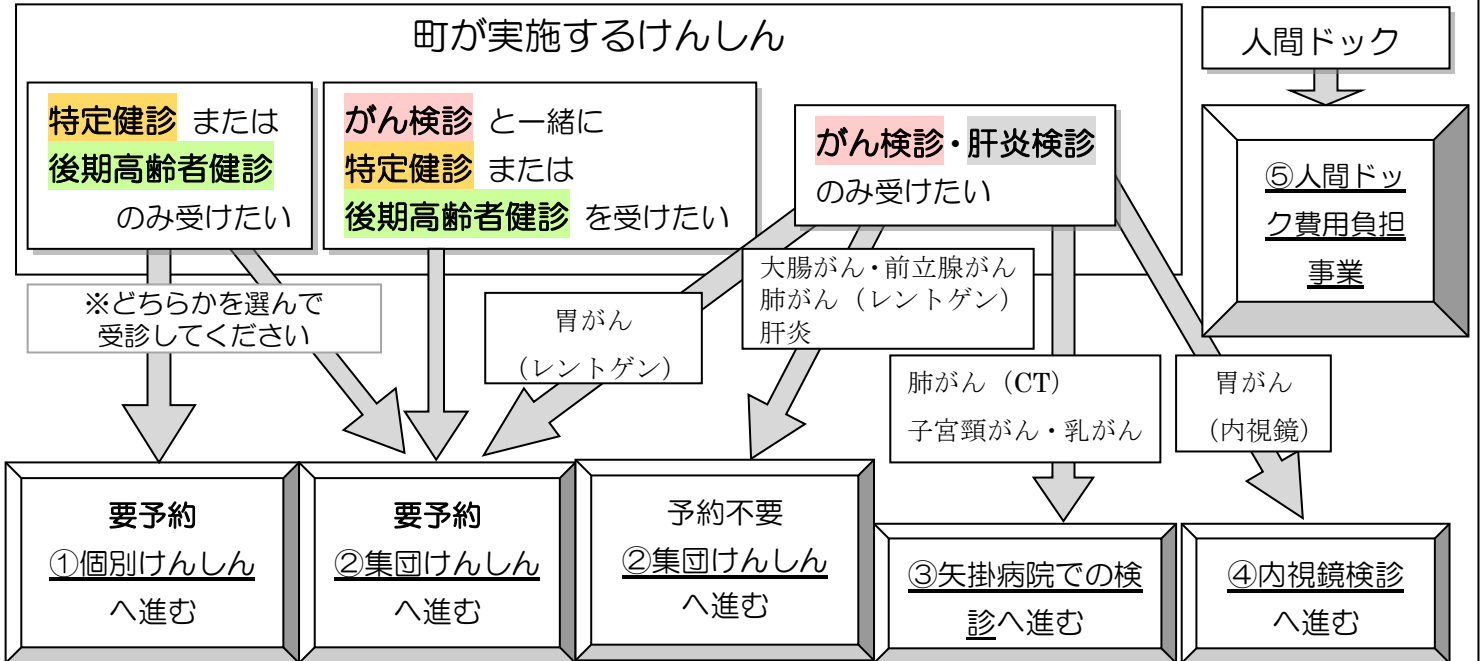 町が実施するけんしん
人間ドック
特定健診 または
後期高齢者健診
のみ受けたい
がん検診 と一緒に
特定健診 または
後期高齢者健診 を受けたい
がん検診・肝炎検診
のみ受けたい
⑤人間ドッ
ク費用負担
事業
※どちらかを選んで
受診してください
胃がん
（レントゲン）
大腸がん・前立腺がん
肺がん（レントゲン）
肝炎
肺がん（CT）
子宮頸がん・乳がん
胃がん
（内視鏡）
要予約
①個別けんしん
へ進む
要予約
②集団けんしん
へ進む
予約不要
②集団けんしん
へ進む
③矢掛病院での検
診へ進む
④内視鏡検診
へ進む